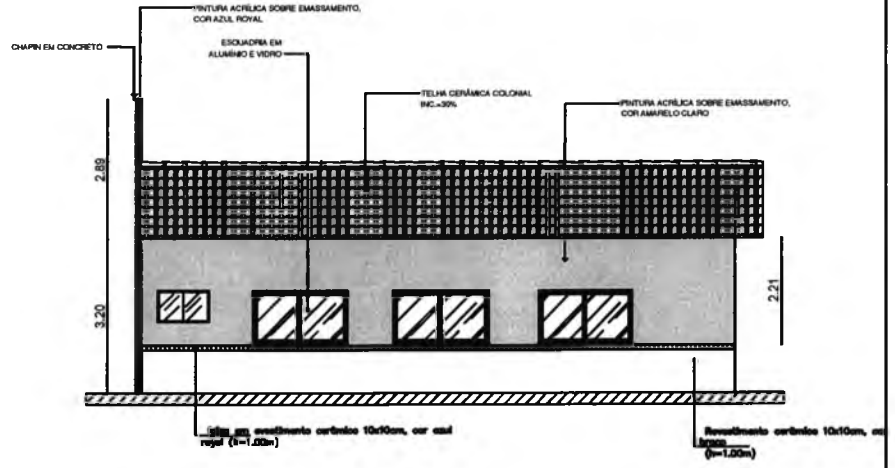 PINTURA ACRÍLICA SOBRE EMASSAMENTO,
COR AZUL ROYAL
CHAPIN EM CONCRETO
ESQUADRIA EM
ALUMÍNIO E VIDRO
TELHA CERÂMICA COLONIAL
INC.=30%
PINTURA ACRÍLICA SOBRE EMASSAMENTO,
COR AMARELO CLARO
2.89
3.20
2.21
em cerâmico 10x10cm, cor azul
royal (h=1.00m)
Revestimento cerâmico 10x10cm,
branco
(h=1.00m)